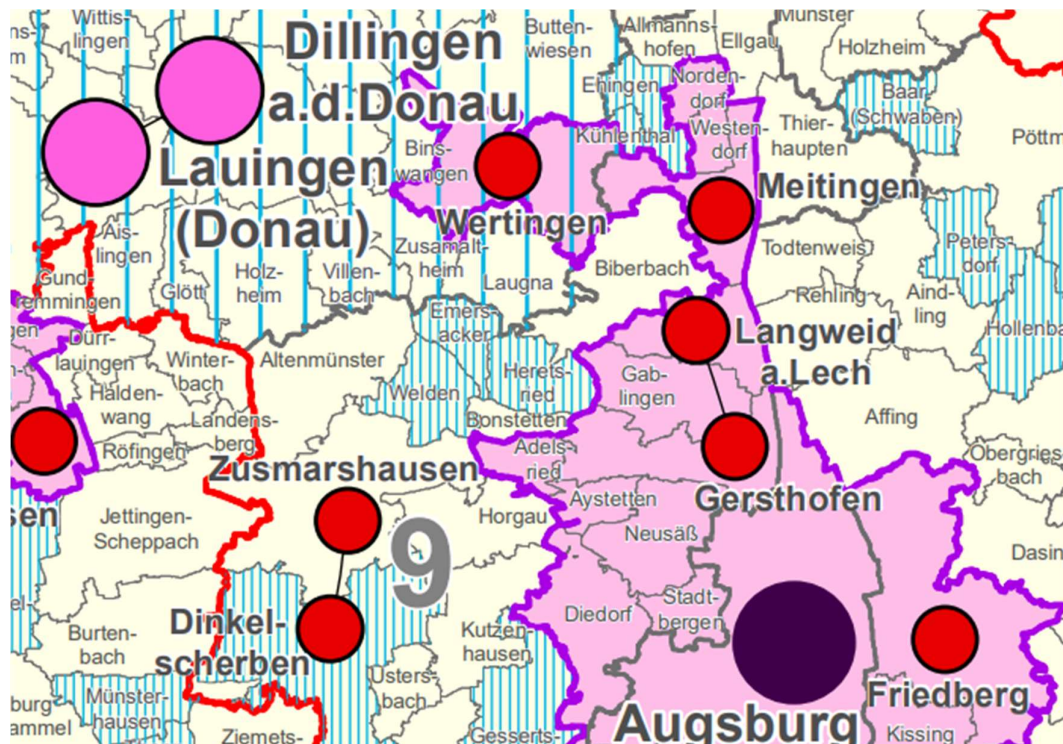 Wittis-
lingen
Dillingen
a.d.Donau
Lauingen
(Donau)
Butten-
wiesen
Allmanns-
hofen
Ellgau
Münster
Holzheim
Ehingen
Norden-
dorf
Baar
(Schwaben)
Bins-
wangen
Kühlenthal
Westen-
dorf
Thier-
haupten
Wertingen
Meitingen
Ais-
lingen
Gund-
remmingen
Glött
Holz-
heim
Villen-
bach
Zusamalt-
heim
Laugna
Biberbach
Todtenweis
Peters-
dorf
Rehling
Aind-
ling
Emers-
acker
Langweid
a.Lech
Dürr-
lauingen
Winter-
bach
Altenmünster
Welden
Herets-
ried
Gab-
lingen
Affing
Halden-
wang
Landens-
berg
Bonstetten
Röfingen
Adels-
ried
Obergries-
bach
Zusmarshausen
Aystetten
Gersthofen
Jettingen-
Scheppach
Horgau
9
Neusäß
Diedorf
Stadt-
bergen
Burten-
bach
Dinkel-
scherben
Kutzen-
hausen
Usters-
bach
Friedberg
Münster-
hausen
Augsburg
Ziemets-
Gesserts-
Kissing